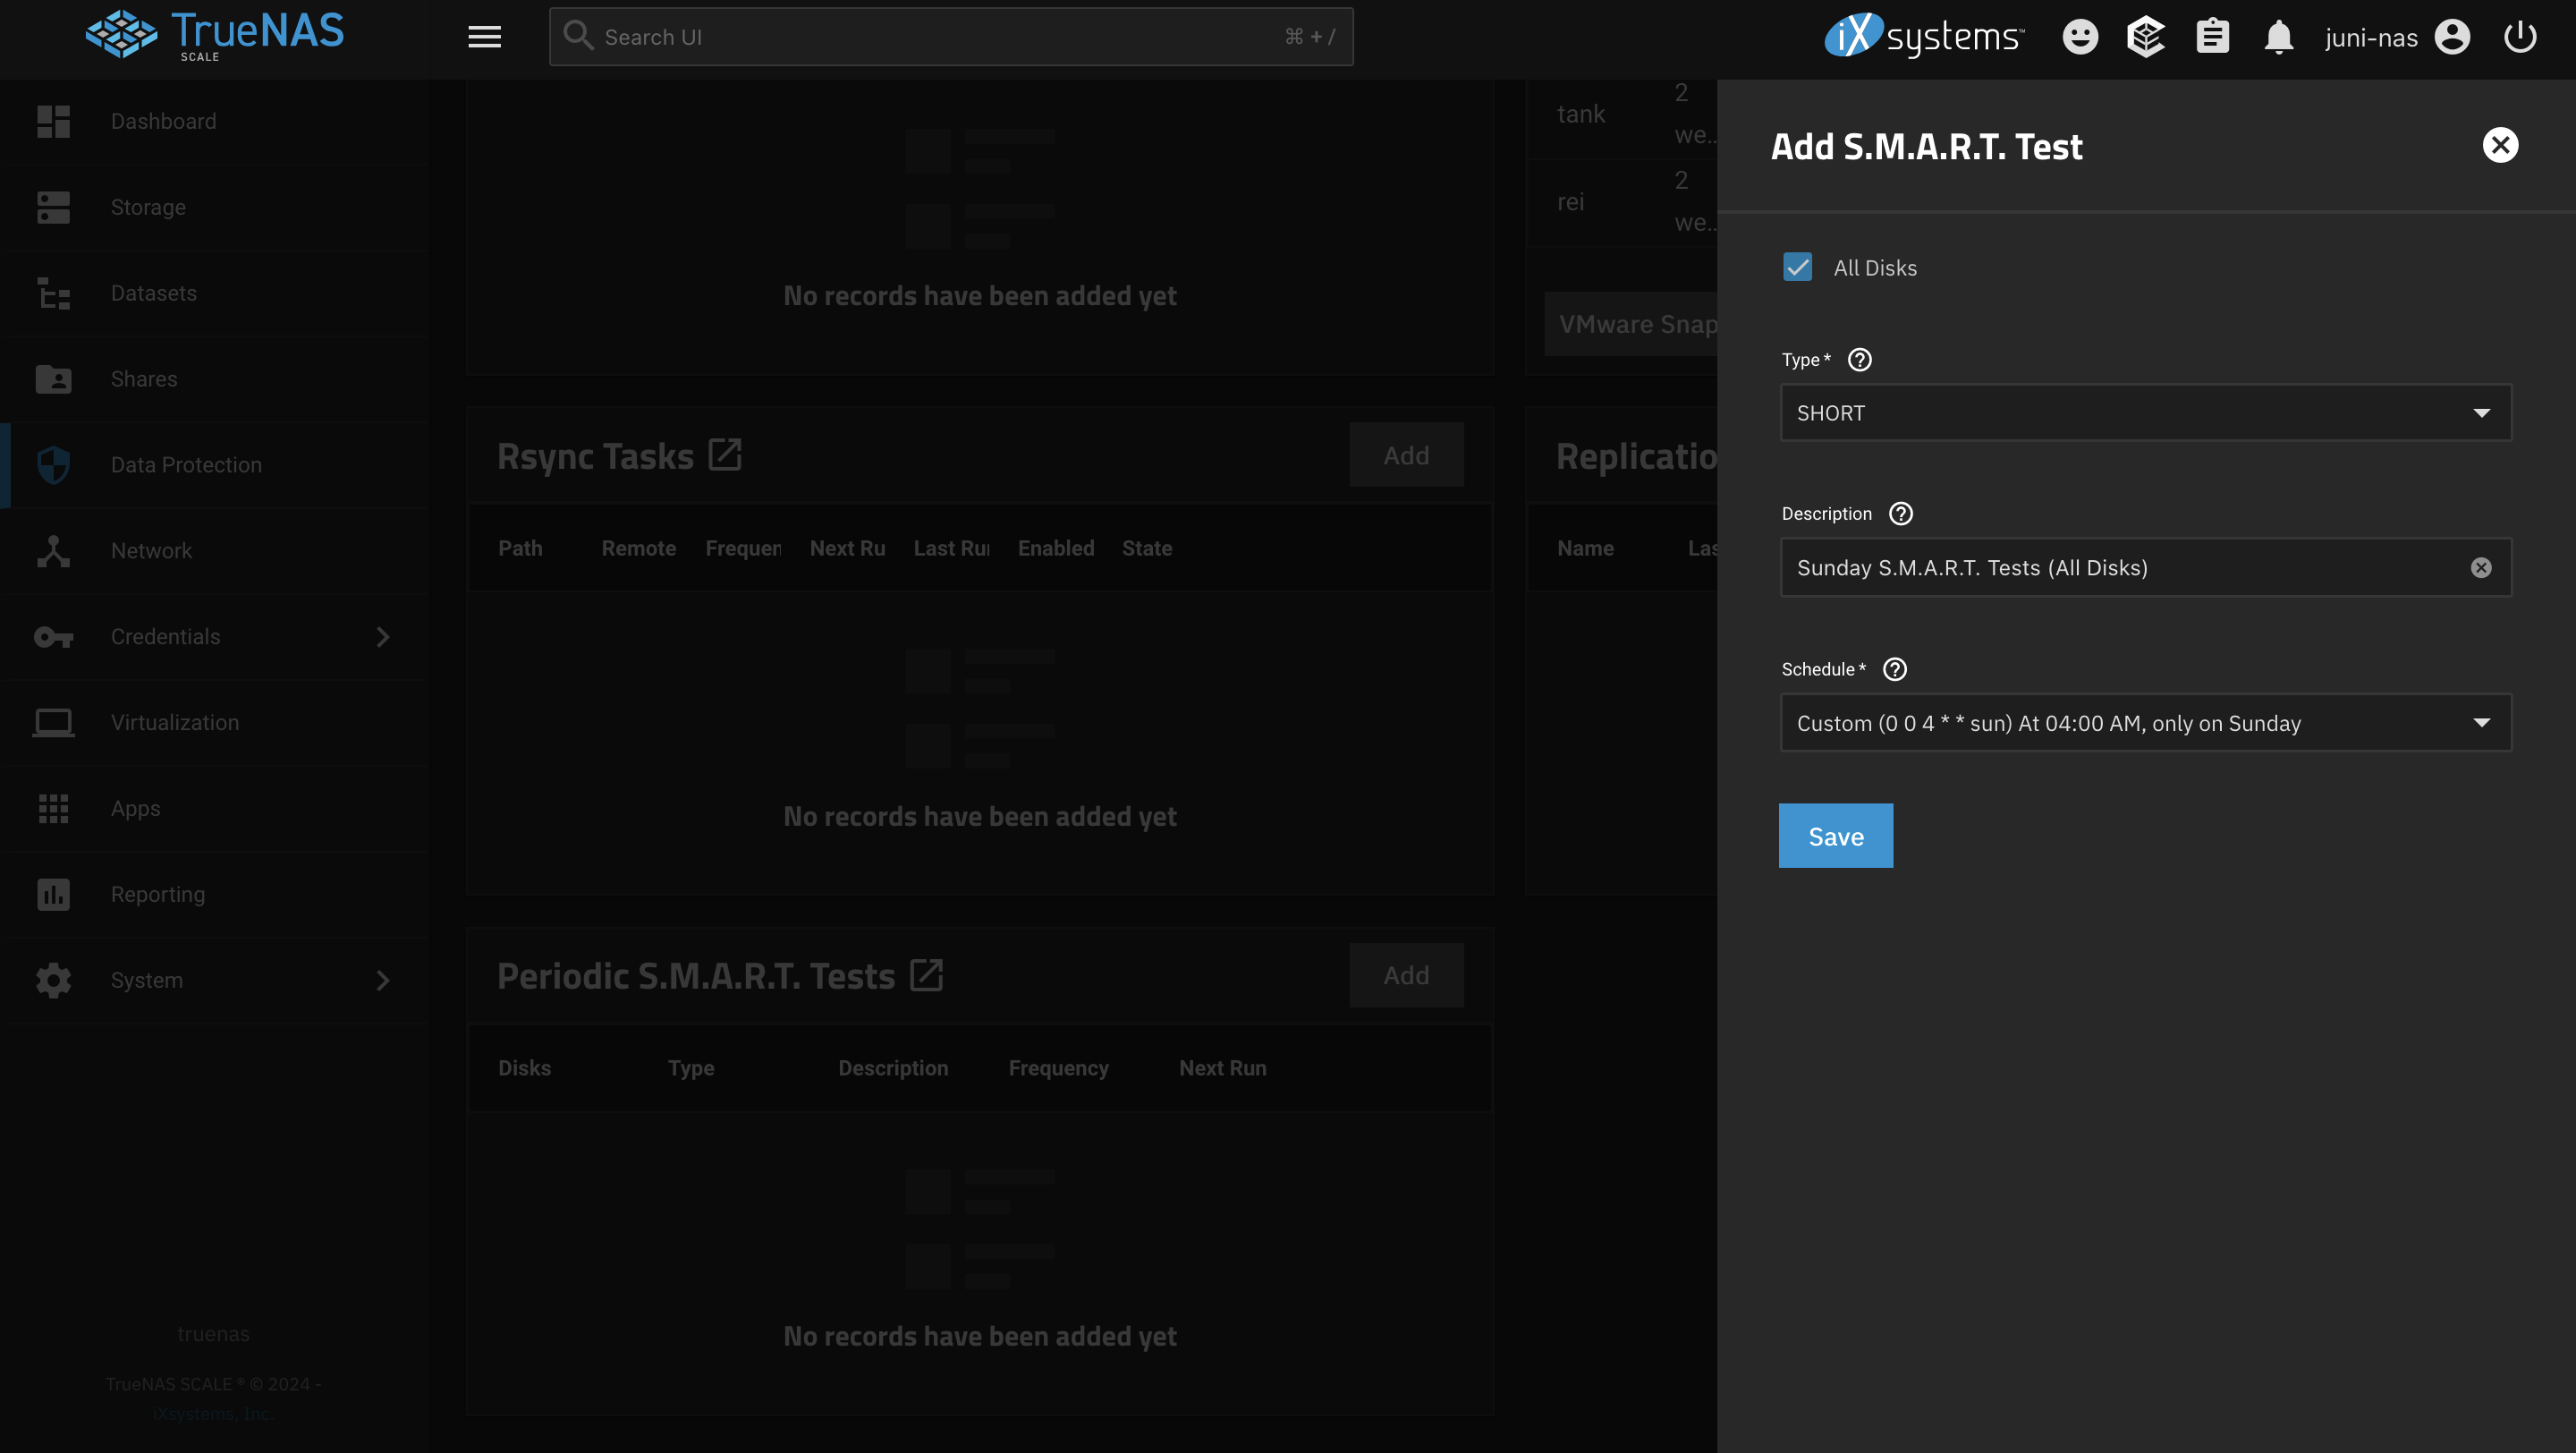 TrueNAS
SCALE
Search UI
⌘ + /
iXsystems™
juni-nas
Dashboard
Storage
Datasets
Shares
Data Protection
Network
Credentials
Virtualization
Apps
Reporting
System
truenas
TrueNAS SCALE ® © 2024 -
iXsystems, Inc.
No records have been added yet
tank
2
we...
rei
2
we...
VMware Snap
Rsync Tasks
Add
Path Remote Frequen Next Ru Last Ru Enabled State
No records have been added yet
Replicatio
Name Las
Periodic S.M.A.R.T. Tests
Add
Disks Type Description Frequency Next Run
No records have been added yet
Add S.M.A.R.T. Test
All Disks
Type *
SHORT
Description
Sunday S.M.A.R.T. Tests (All Disks)
Schedule *
Custom (0 0 4 * * sun) At 04:00 AM, only on Sunday
Save